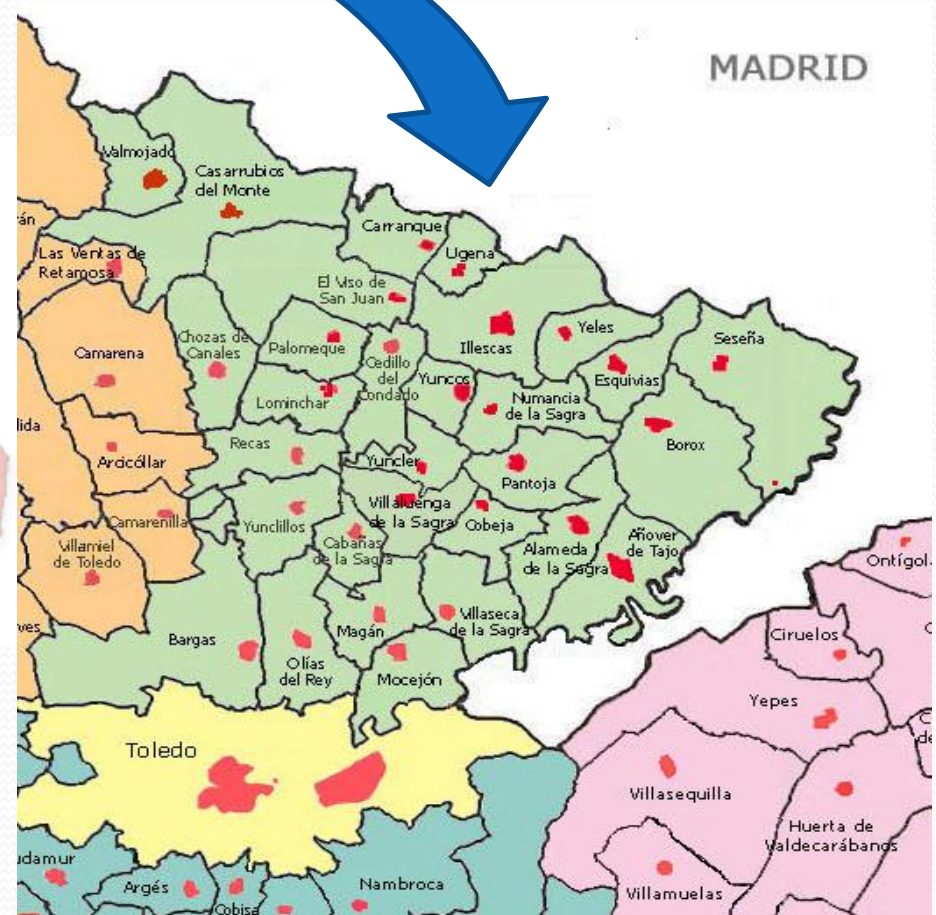 MADRID
Valmojado
Casarrubios
del Monte
Carranque
Ugena
Las Ventas de
Retamosa
El Viso de
San Juan
Illescas
Yeles
Seseña
Camarena
Chozas de
Canales
Palomeque
Cedillo
del
Condado
Yuncos
Esquivias
Lominchar
Numancia
de la Sagra
Borox
Recas
Arcicóllar
Yuncler
Pantoja
Camarenilla
Yunclillos
Villaluenga
de la Sagra
Cobeja
Cabañas
de la Sagra
Alameda
de la Sagra
Añover
de Tajo
Villamiel
de Toledo
Ontígol
Bargas
Olías
del Rey
Magán
Villaseca
de la Sagra
Mocejón
Ciruelos
Yepes
Toledo
Villasequilla
Huerta de
Valdecarábanos
Argés
Cobisa
Nambroca
Villamuelas